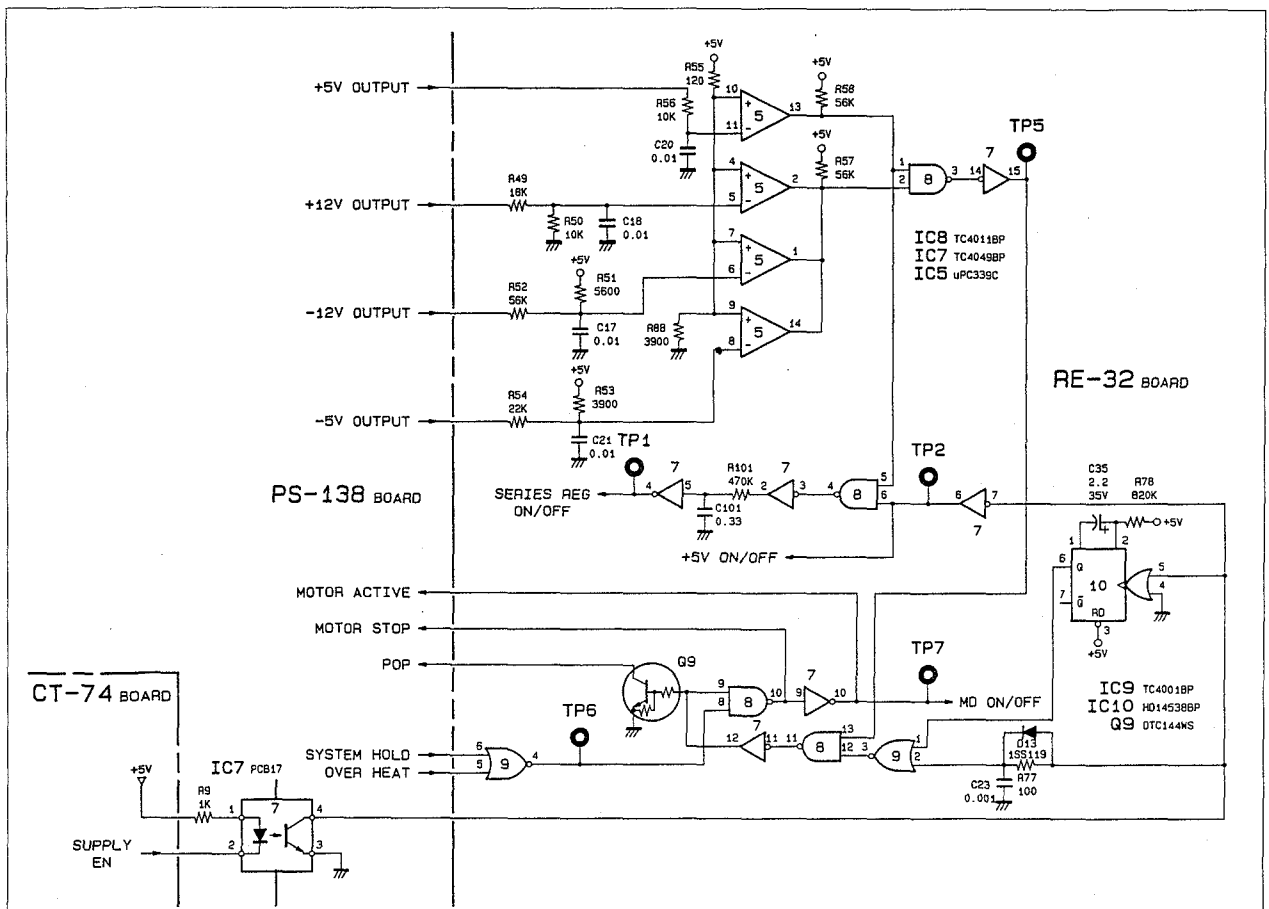 +5V OUTPUT
+12V OUTPUT
-12V OUTPUT
-5V OUTPUT
PS-138 BOARD
SERIES REG
ON/OFF
+5V ON/OFF
MOTOR ACTIVE
MOTOR STOP
POP
CT-74 BOARD
SYSTEM HOLD
OVER HEAT
SUPPLY
EN
+5V
R9
1K
IC7 PCB17
7
1
2
4
3
R56
10K
C20
0.01
+5V
R55
120
R49
18K
R50
10K
C18
0.01
+5V
R51
5600
R52
56K
C17
0.01
R88
3900
+5V
R53
3900
R54
22K
C21
0.01
10
+
11
-
5
13
4
+
5
-
5
2
7
+
6
-
5
1
9
+
8
-
5
14
+5V
R58
56K
+5V
R57
56K
1
2
8
3
14
7
15
TP5
IC8 TC4011BP
IC7 TC4049BP
IC5 uPC339C
RE-32 BOARD
TP1
4
7
5
R101
470K
C101
0.33
2
7
3
4
8
5
6
TP2
6
7
7
C35
2.2
35V
R78
820K
+5V
1
2
6
Q
7
Q
10
RD
3
+5V
5
4
Q9
9
8
8
10
9
7
10
TP7
MD ON/OFF
TP6
6
5
9
4
12
7
11
11
8
13
12
3
9
1
2
D13
1SS119
R77
100
C23
0.001
IC9 TC4001BP
IC10 HD14538BP
Q9 DTC144WS